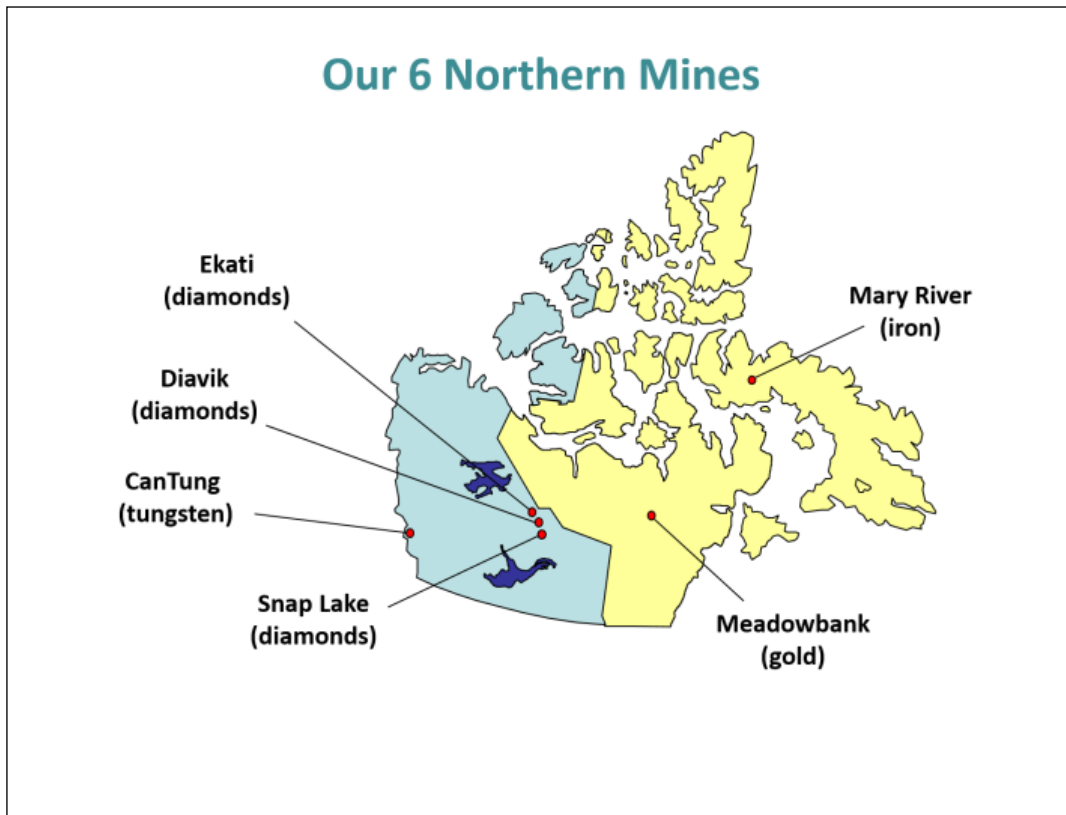 Our 6 Northern Mines
Ekati
(diamonds)
Mary River
(iron)
Diavik
(diamonds)
CanTung
(tungsten)
Snap Lake
(diamonds)
Meadowbank
(gold)